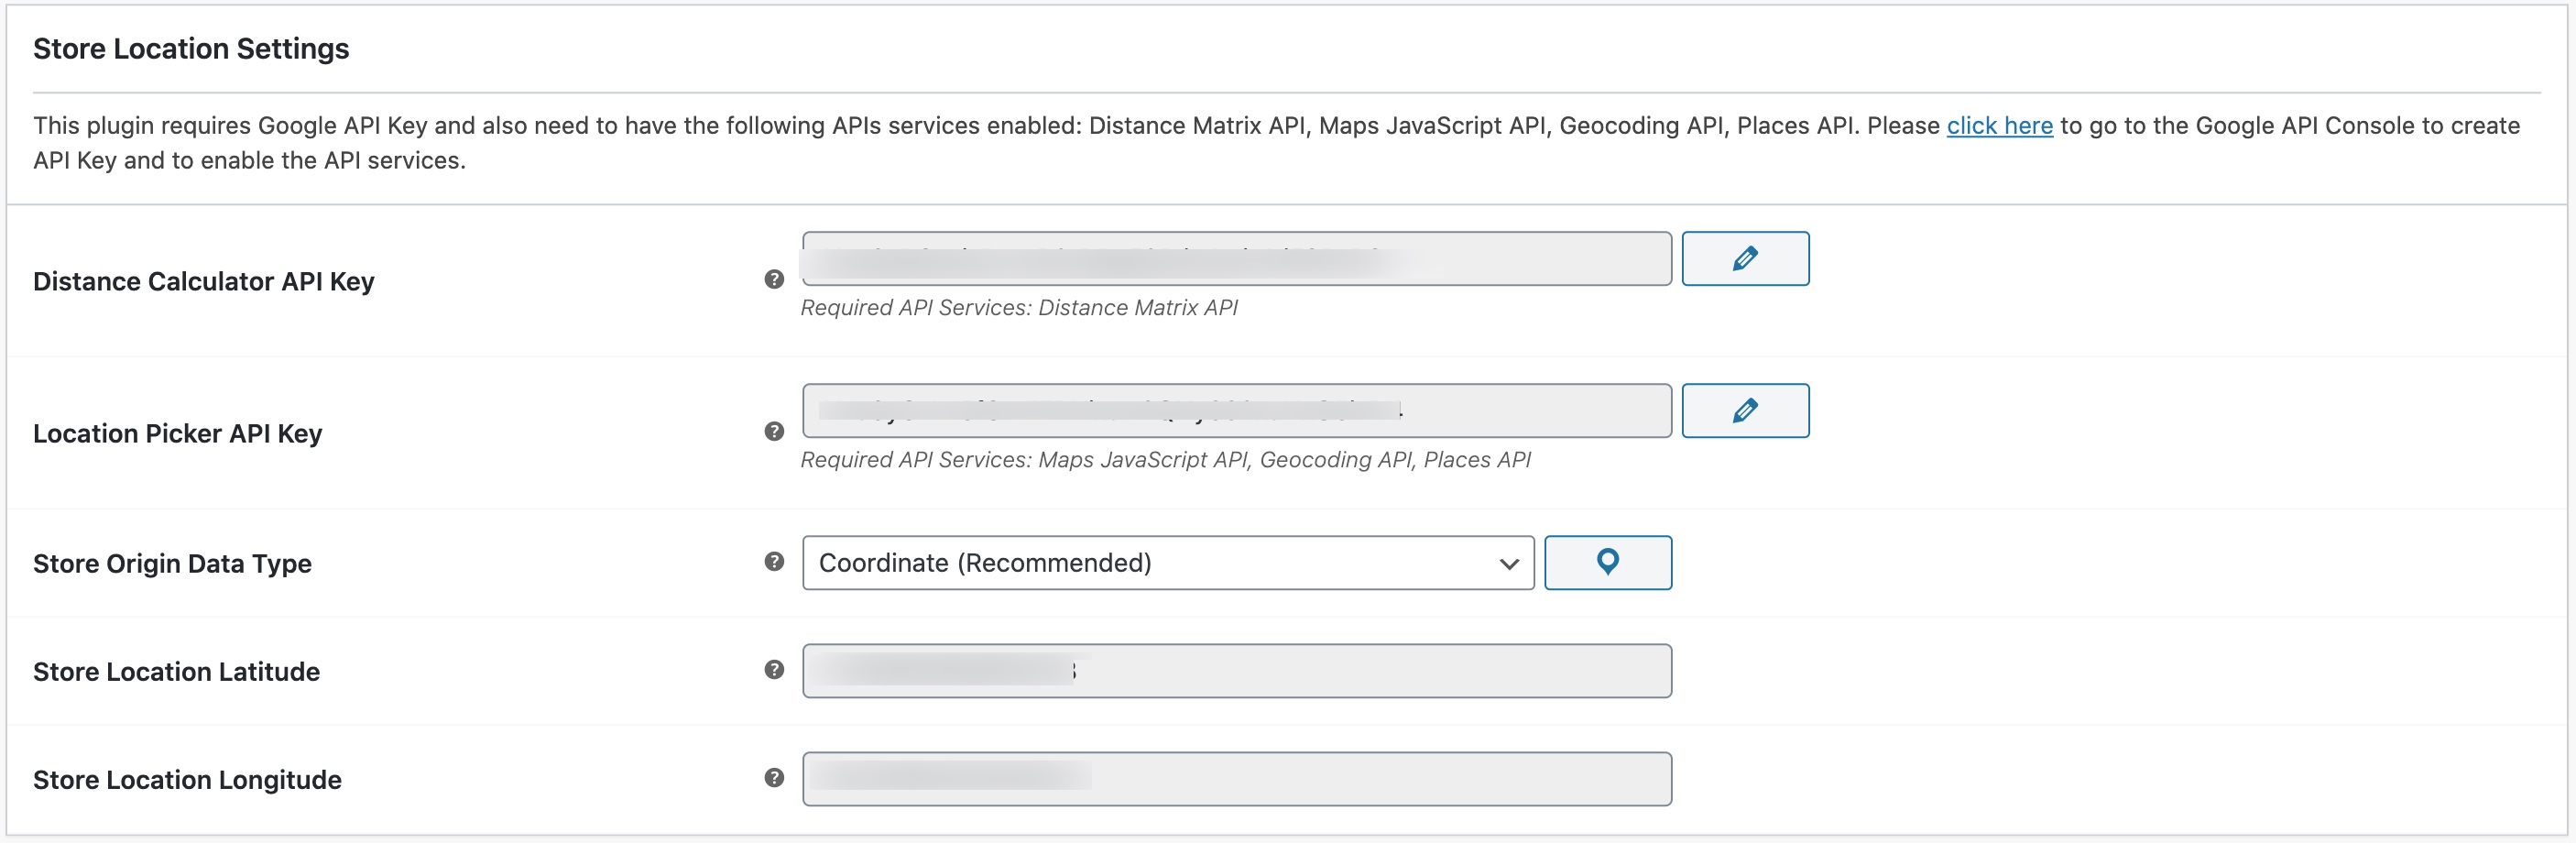 Store Location Settings
This plugin requires Google API Key and also need to have the following APIs services enabled: Distance Matrix API, Maps JavaScript API, Geocoding API, Places API. Please click here to go to the Google API Console to create
API Key and to enable the API services.
Distance Calculator API Key
Required API Services: Distance Matrix API
Location Picker API Key
Required API Services: Maps JavaScript API, Geocoding API, Places API
Store Origin Data Type
Coordinate (Recommended)
Store Location Latitude
Store Location Longitude